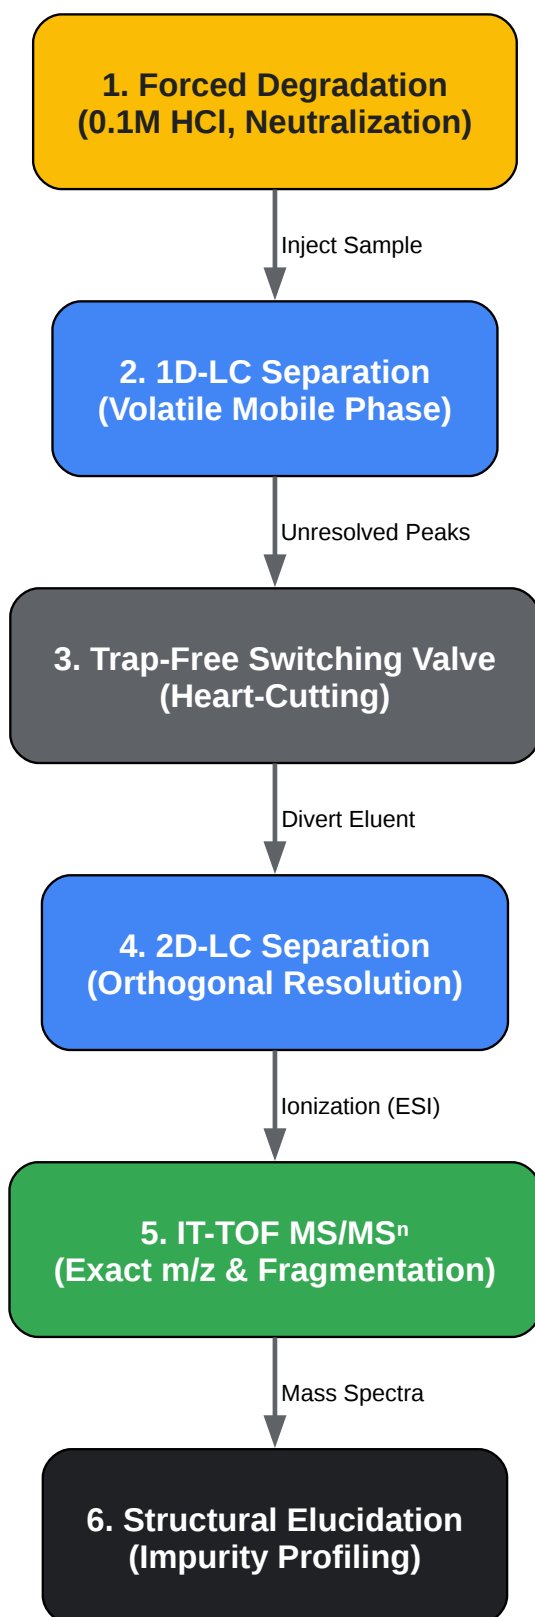 1. Forced Degradation
(0.1M HCl, Neutralization)
Inject Sample
2. 1D-LC Separation
(Volatile Mobile Phase)
Unresolved Peaks
3. Trap-Free Switching Valve
(Heart-Cutting)
Divert Eluent
4. 2D-LC Separation
(Orthogonal Resolution)
Ionization (ESI)
5. IT-TOF MS/MSⁿ
(Exact m/z & Fragmentation)
Mass Spectra
6. Structural Elucidation
(Impurity Profiling)